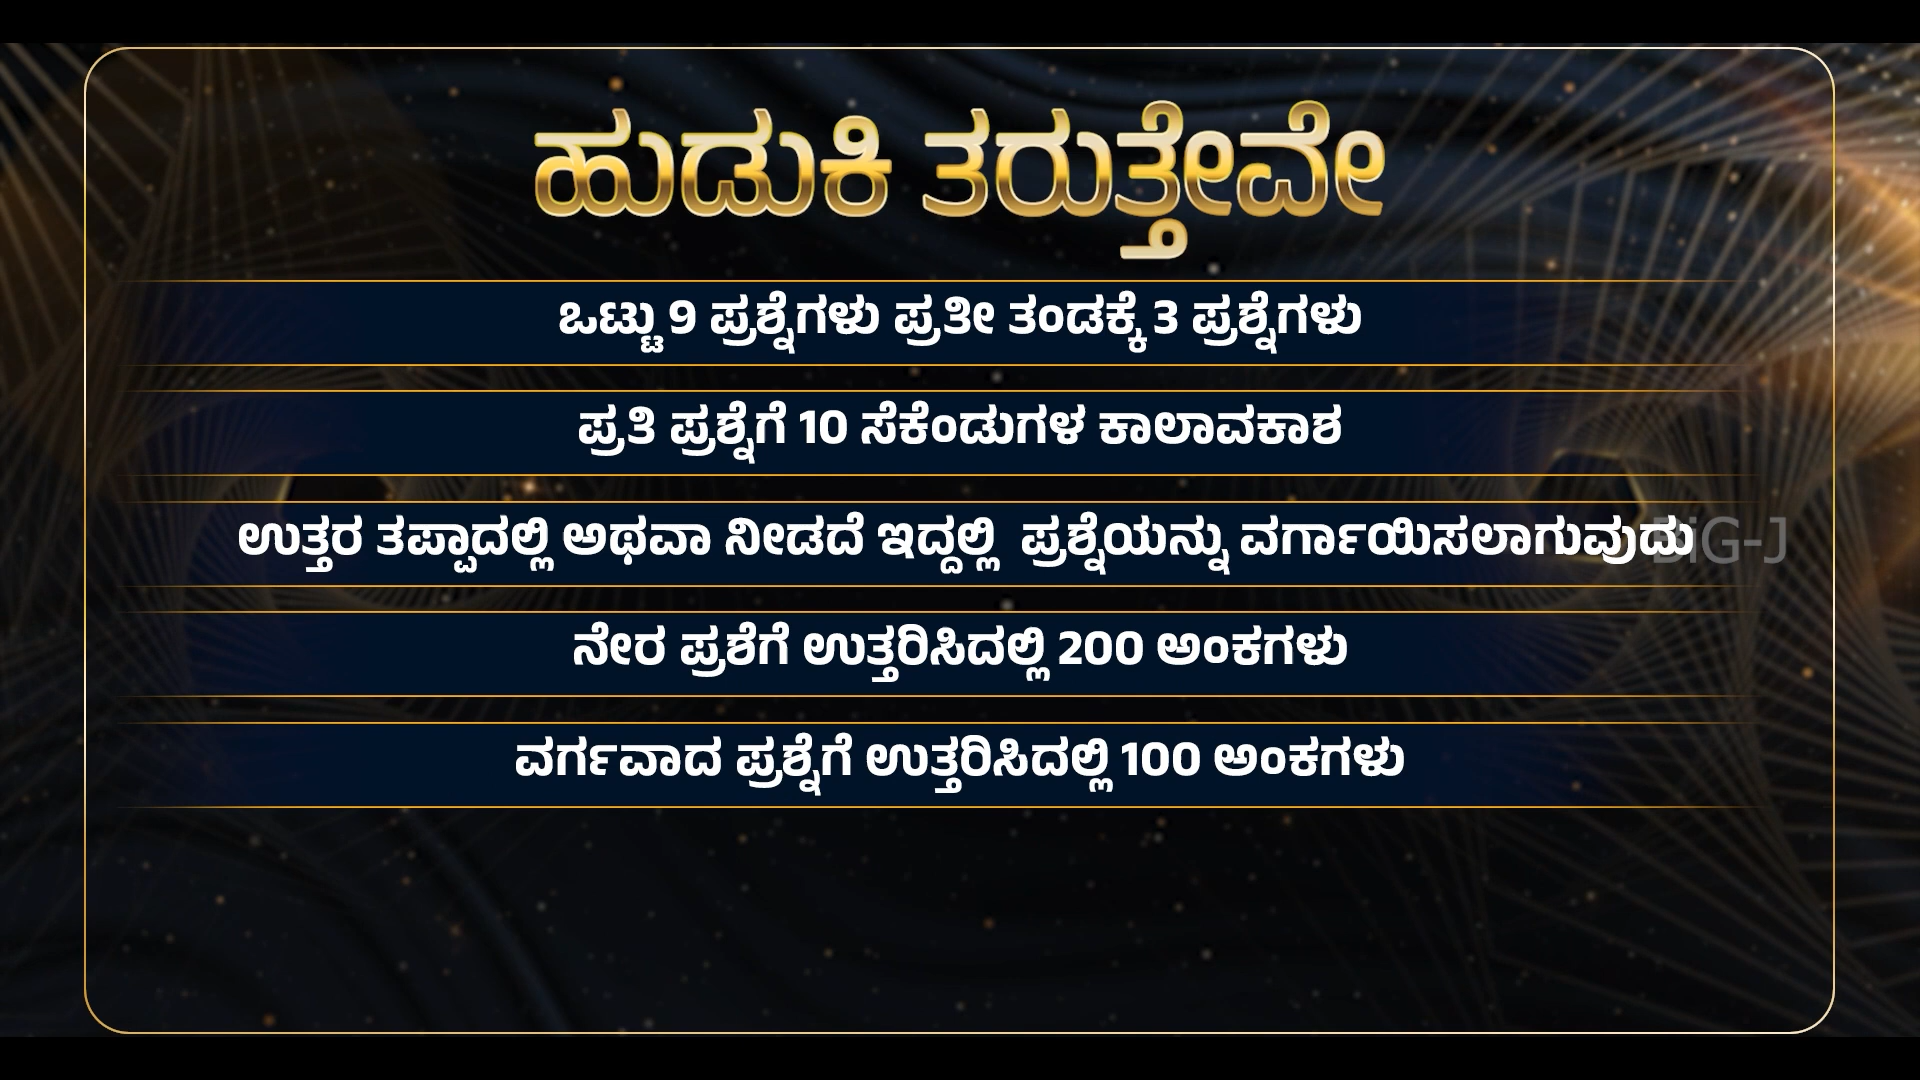 ಹುಡುಕಿ ತರುತ್ತೇವೇ
ಒಟ್ಟು 9 ಪ್ರಶ್ನೆಗಳು ಪ್ರತೀ ತಂಡಕ್ಕೆ 3 ಪ್ರಶ್ನೆಗಳು
ಪ್ರತಿ ಪ್ರಶ್ನೆಗೆ 10 ಸೆಕೆಂಡುಗಳ ಕಾಲಾವಕಾಶ
ಉತ್ತರ ತಪ್ಪಾದಲ್ಲಿ ಅಥವಾ ನೀಡದೆ ಇದ್ದಲ್ಲಿ ಪ್ರಶ್ನೆಯನ್ನು ವರ್ಗಾಯಿಸಲಾಗುವುದು
BiG-J
ನೇರ ಪ್ರಶೆಗೆ ಉತ್ತರಿಸಿದಲ್ಲಿ 200 ಅಂಕಗಳು
ವರ್ಗವಾದ ಪ್ರಶ್ನೆಗೆ ಉತ್ತರಿಸಿದಲ್ಲಿ 100 ಅಂಕಗಳು